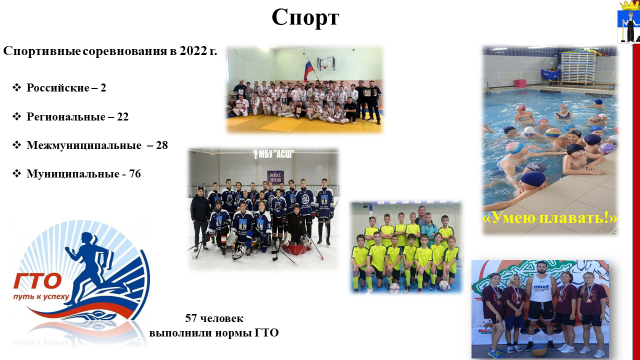 Спорт
Спортивные соревнования в 2022 г.
❖ Российские – 2
❖ Региональные – 22
❖ Межмуниципальные – 28
❖ Муниципальные - 76
МБУ "АСШ"
«Умею плавать!»
ГТО
путь к успеху
57 человек
выполнили нормы ГТО